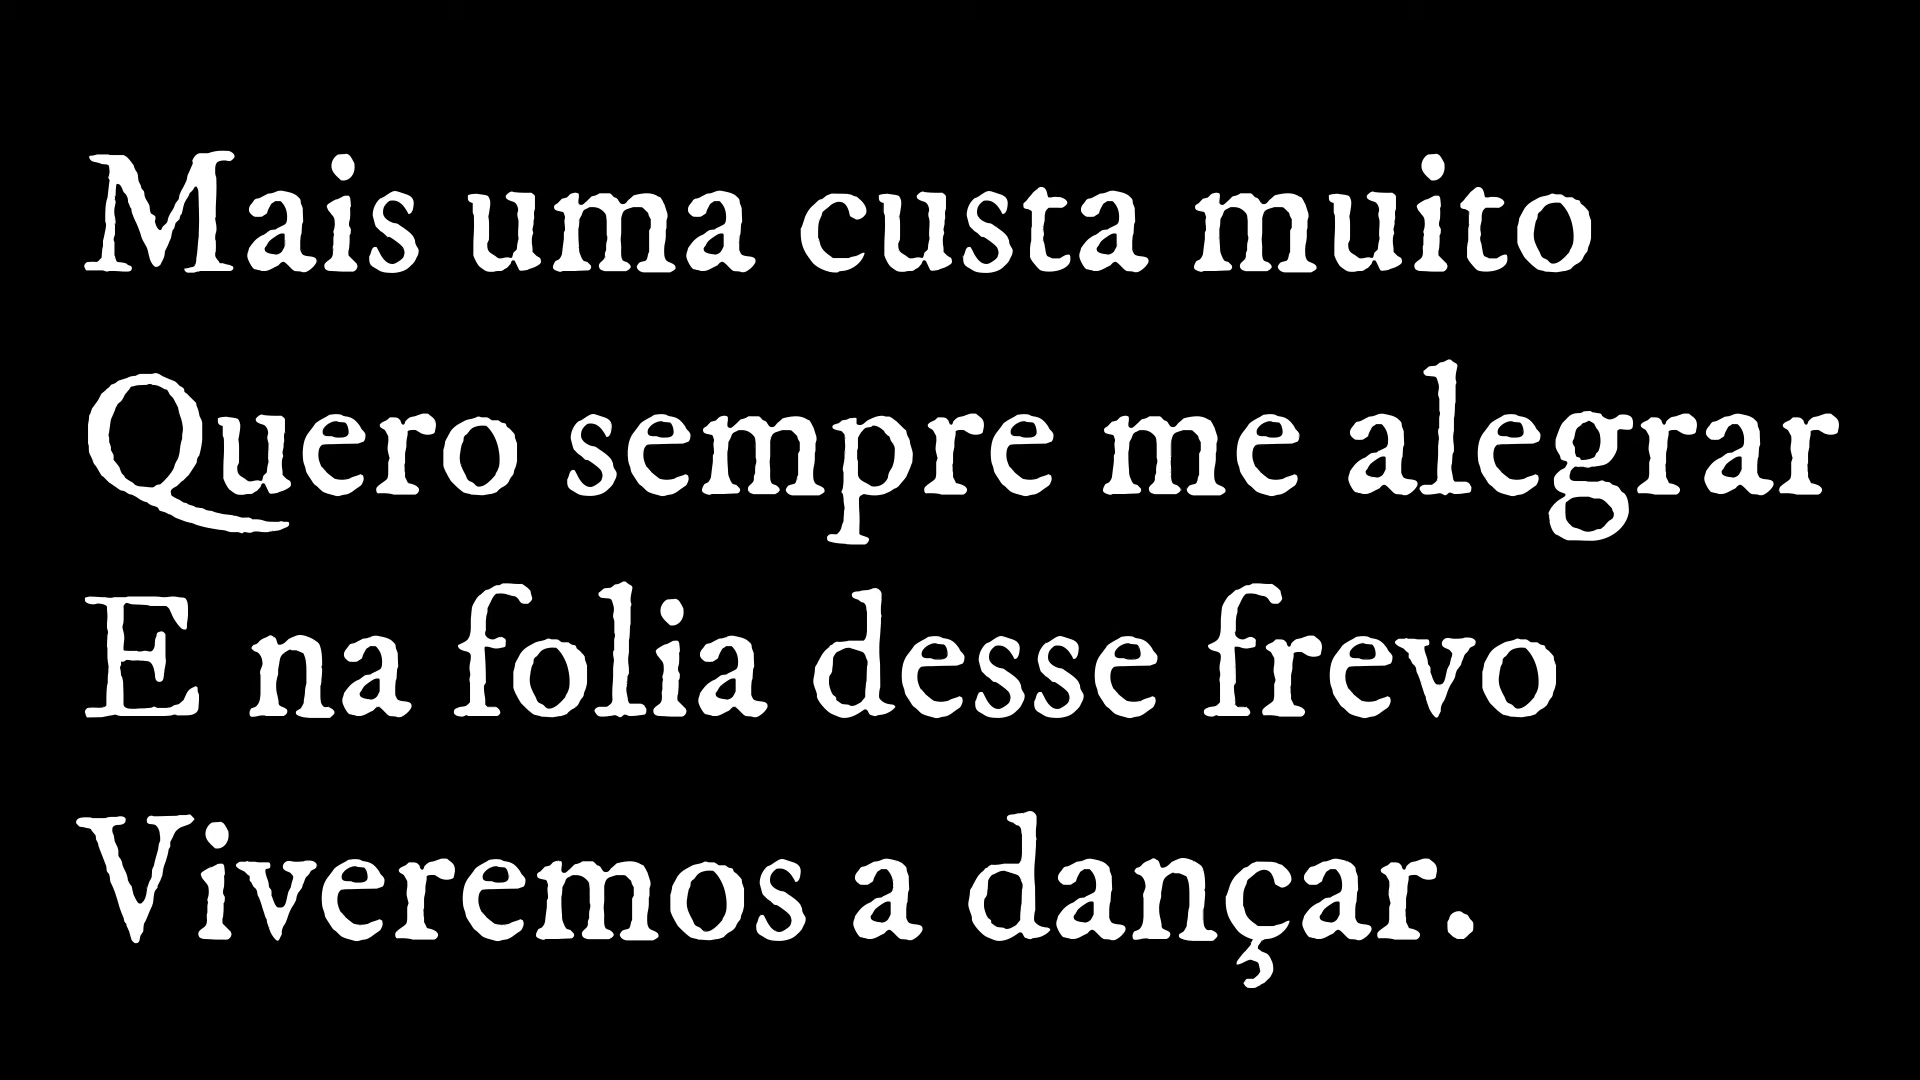 Mais uma custa muito
Quero sempre me alegrar
E na folia desse frevo
Viveremos a dançar.